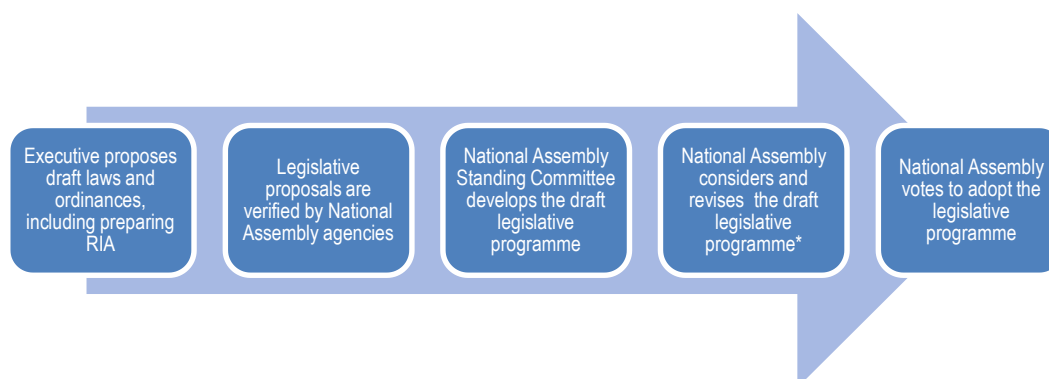 Executive proposes
draft laws and
ordinances,
including preparing
RIA
Legislative
proposals are
verified by National
Assembly agencies
National Assembly
Standing Committee
develops the draft
legislative
programme
National Assembly
considers and
revises the draft
legislative
programme*
National Assembly
votes to adopt the
legislative
programme